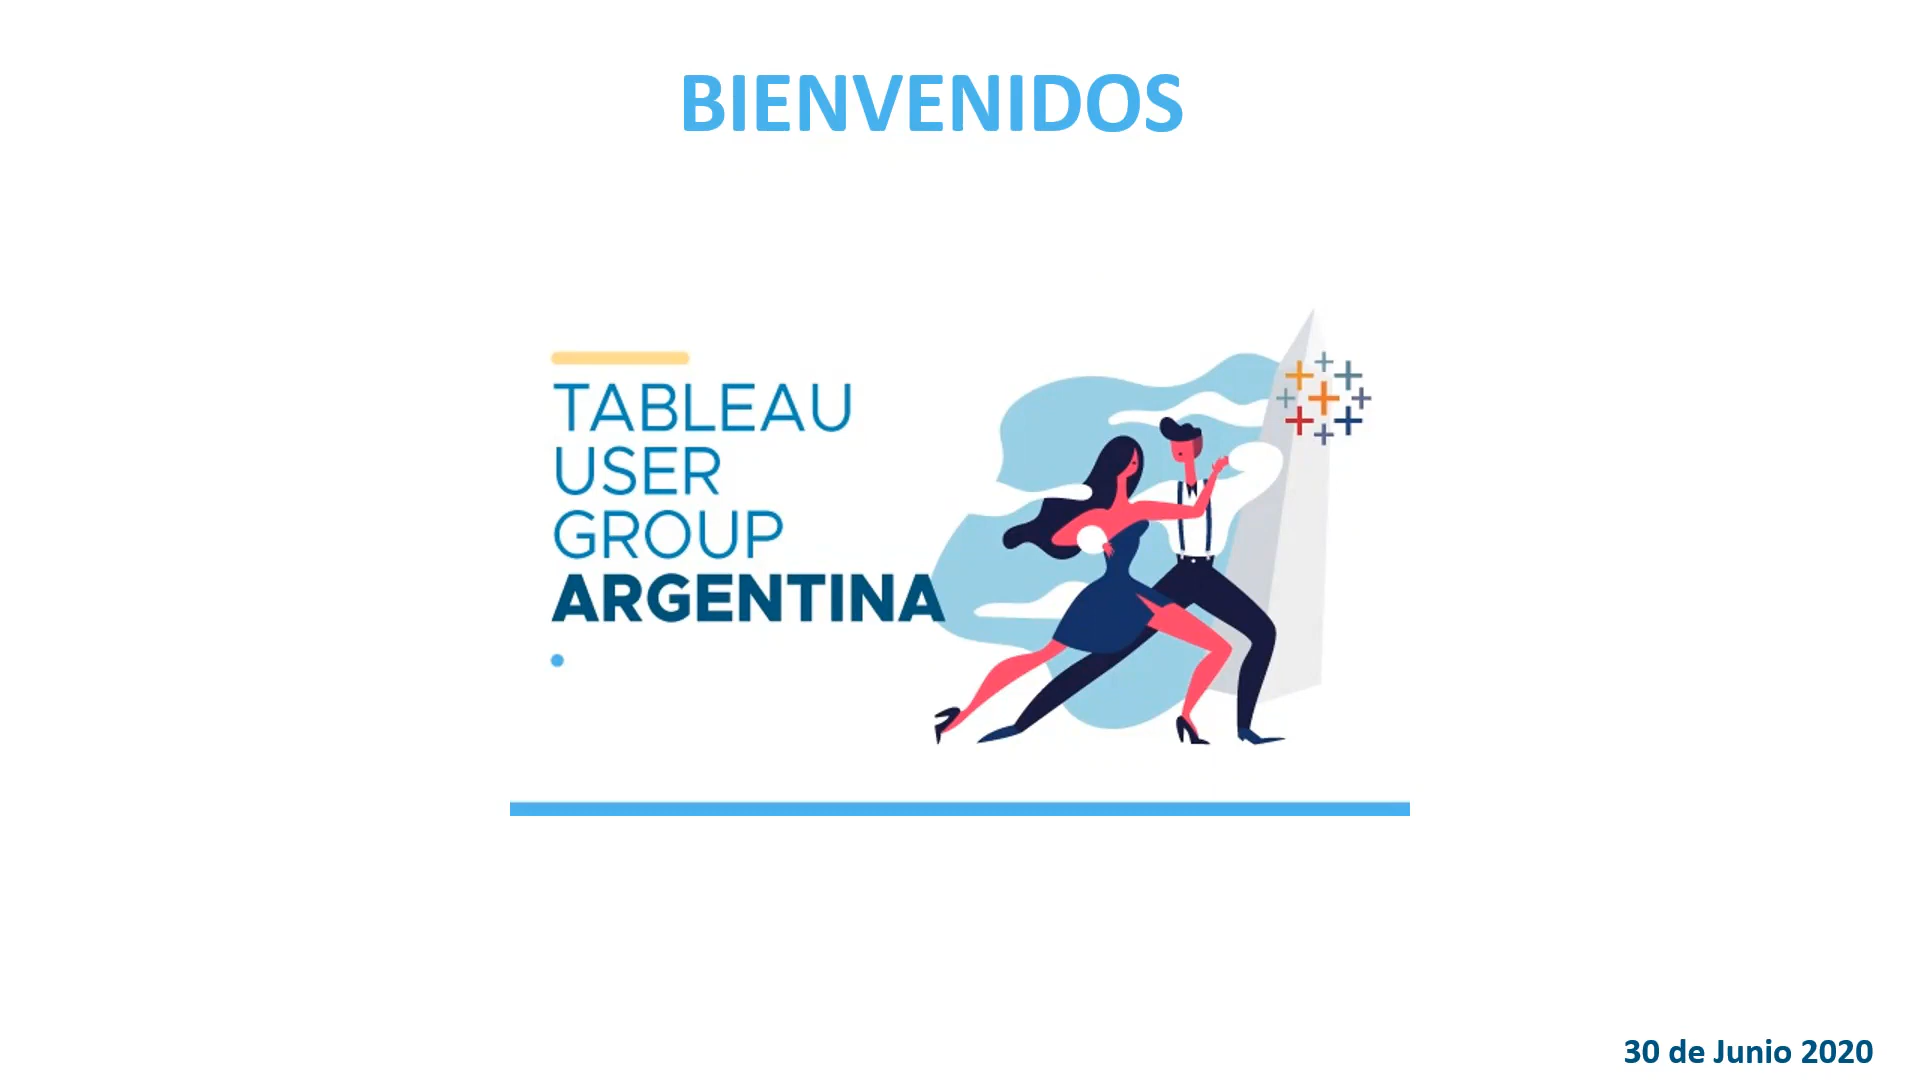 BIENVENIDOS
TABLEAU
USER
GROUP
ARGENTINA
30 de Junio 2020